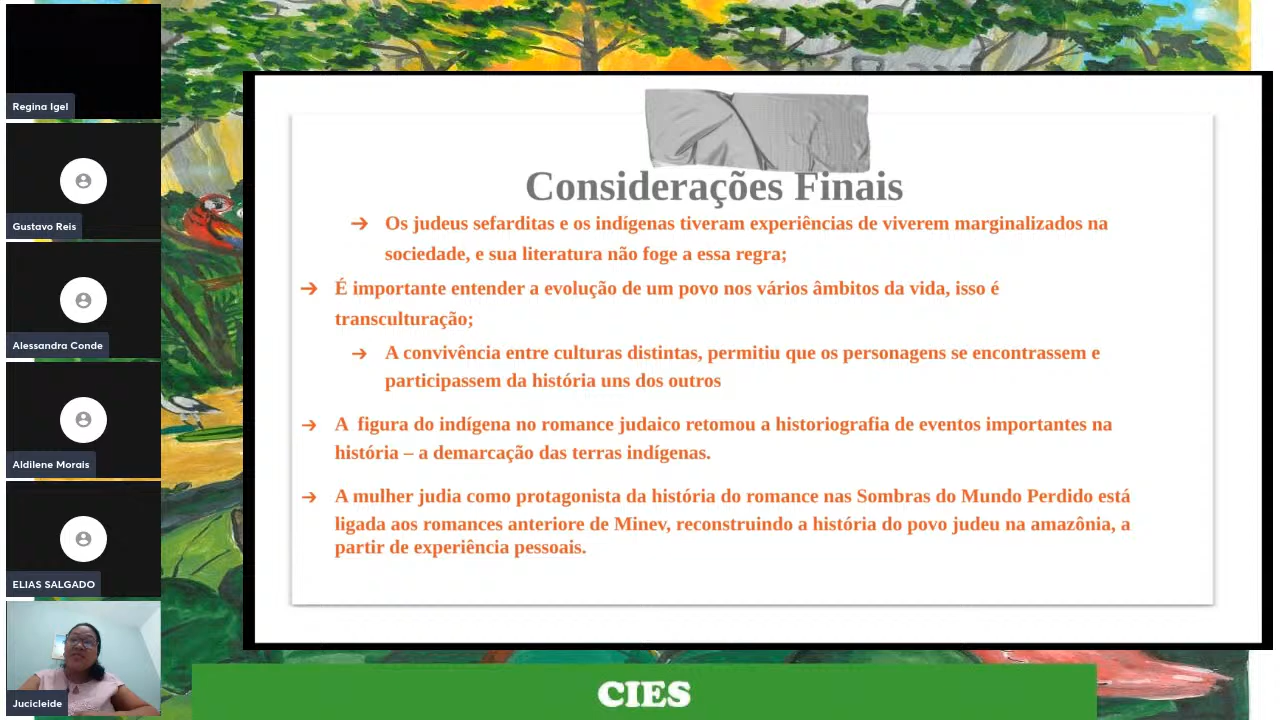 Regina Igel
Gustavo Reis
Alessandra Conde
Aldilene Morais
ELIAS SALGADO
Jucicleide
Considerações Finais
➔ Os judeus sefarditas e os indígenas tiveram experiências de viverem marginalizados na
sociedade, e sua literatura não foge a essa regra;
➔ É importante entender a evolução de um povo nos vários âmbitos da vida, isso é
transculturação;
➔ A convivência entre culturas distintas, permitiu que os personagens se encontrassem e
participassem da história uns dos outros
➔ A figura do indígena no romance judaico retomou a historiografia de eventos importantes na
história – a demarcação das terras indígenas.
➔ A mulher judia como protagonista da história do romance nas Sombras do Mundo Perdido está
ligada aos romances anteriore de Minev, reconstruindo a história do povo judeu na amazônia, a
partir de experiência pessoais.
CIES